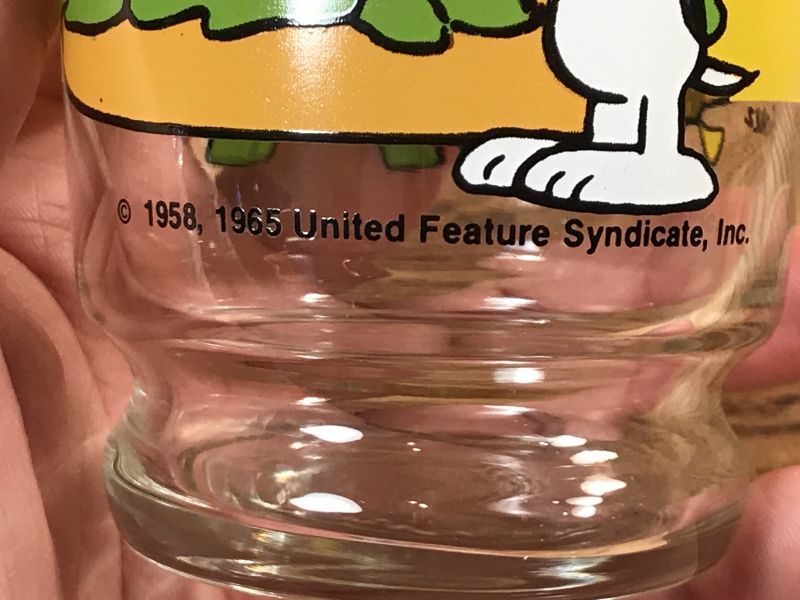 © 1958, 1965 United Feature Syndicate, Inc.